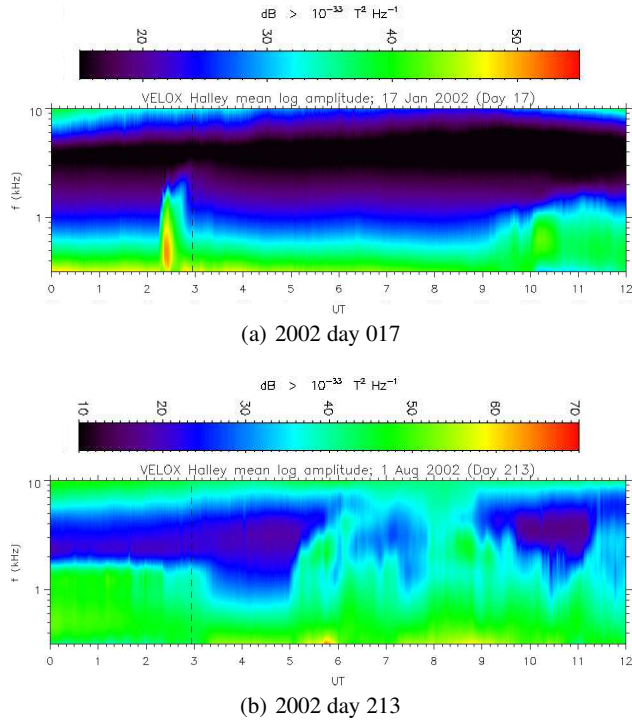 dB > 10⁻³³ T² Hz⁻¹
20 30 40 50
VELOX Halley mean log amplitude; 17 Jan 2002 (Day 17)
10
1
f (kHz)
0 1 2 3 4 5 6 7 8 9 10 11 12
UT
(a) 2002 day 017
dB > 10⁻³³ T² Hz⁻¹
10 20 30 40 50 60 70
VELOX Halley mean log amplitude; 1 Aug 2002 (Day 213)
10
1
f (kHz)
0 1 2 3 4 5 6 7 8 9 10 11 12
UT
(b) 2002 day 213